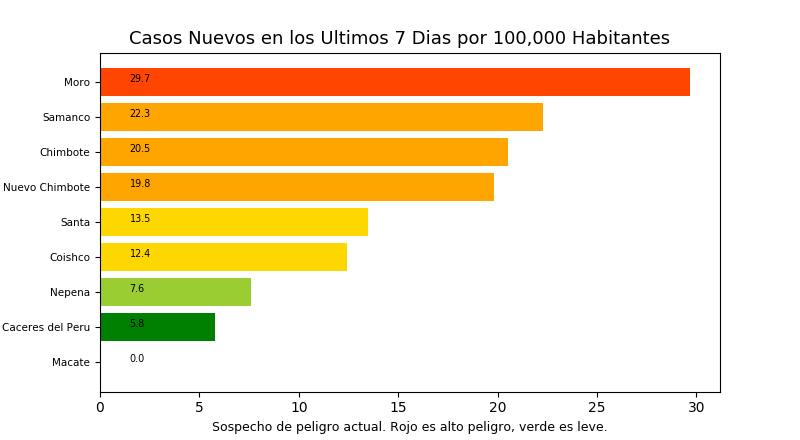 Casos Nuevos en los Ultimos 7 Dias por 100,000 Habitantes
Moro 29.7
Samanco 22.3
Chimbote 20.5
Nuevo Chimbote 19.8
Santa 13.5
Coishco 12.4
Nepena 7.6
Caceres del Peru 5.8
Macate 0.0
0 5 10 15 20 25 30
Sospecho de peligro actual. Rojo es alto peligro, verde es leve.